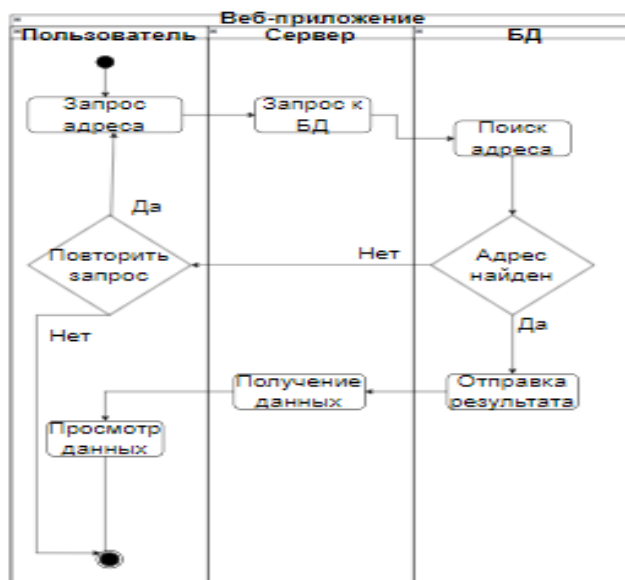 Веб-приложение
Пользователь
Сервер
БД
Запрос
адреса
Запрос к
БД
Поиск
адреса
Да
Повторить
запрос
Нет
Адрес
найден
Нет
Да
Получение
данных
Отправка
результата
Просмотр
данных